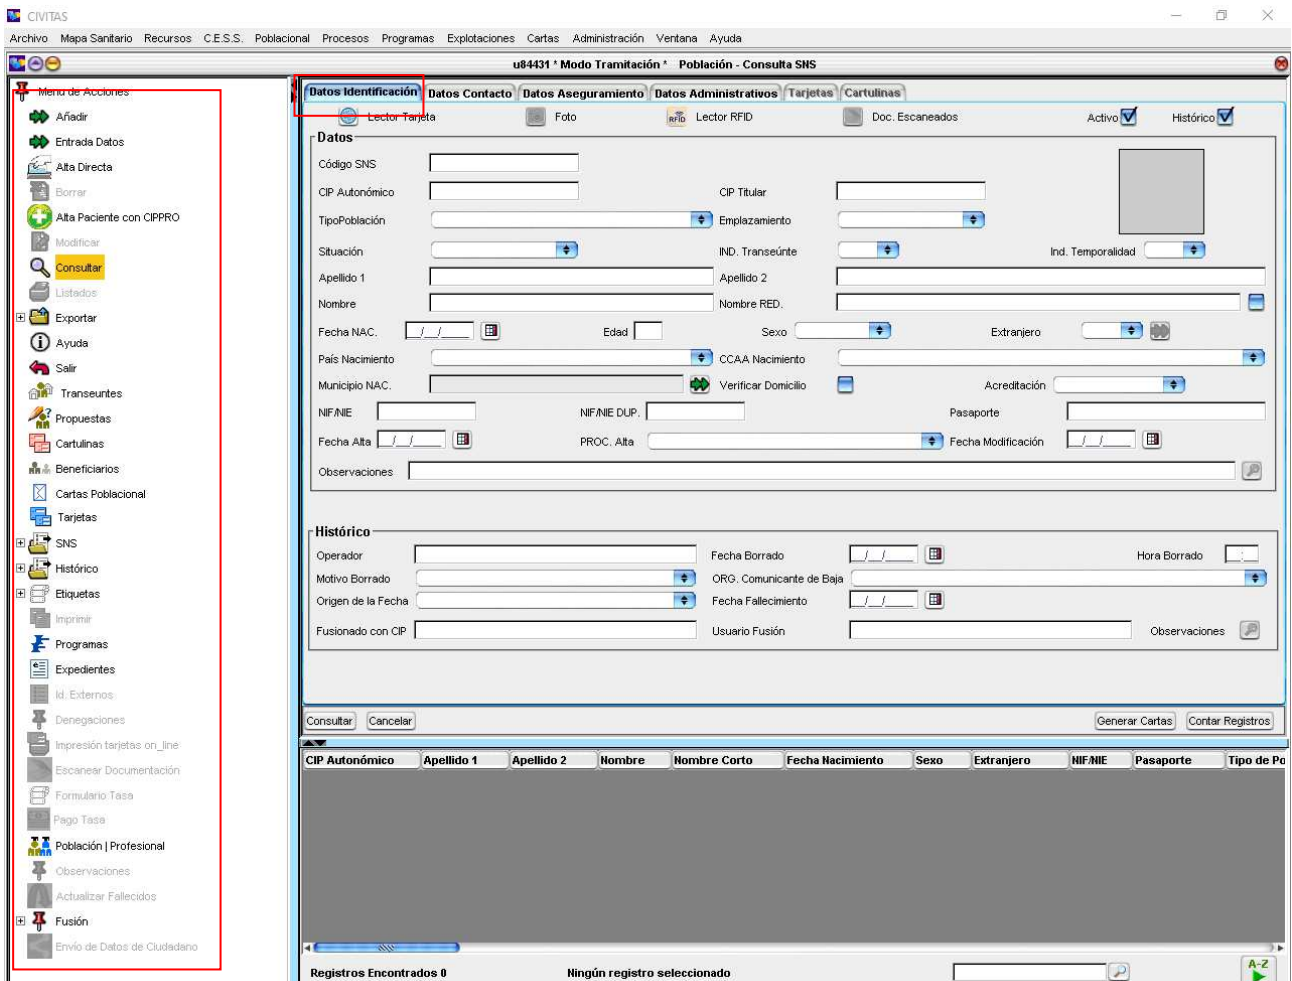 CIVITAS
Archivo Mapa Sanitario Recursos C.E.S.S. Poblacional Procesos Programas Explotaciones Cartas Administración Ventana Ayuda
u84431 * Modo Tramitación * Población - Consulta SNS
Menú de Acciones
Añadir
Entrada Datos
Alta Directa
Borrar
Alta Paciente con CIPPRO
Modificar
Consultar
Listados
Exportar
Ayuda
Salir
Transeuntes
Propuestas
Cartulinas
Beneficiarios
Cartas Poblacional
Tarjetas
SNS
Histórico
Etiquetas
Imprimir
Programas
Expedientes
Id. Externos
Denegaciones
Impresión tarjetas on_line
Escanear Documentación
Formulario Tasa
Pago Tasa
Población | Profesional
Observaciones
Actualizar Fallecidos
Fusión
Envío de Datos de Ciudadano
Datos Identificación Datos Contacto Datos Aseguramiento Datos Administrativos Tarjetas Cartulinas
Lector Tarjeta Foto RFID Lector RFID Doc. Escaneados Activo Histórico
Datos
Código SNS
CIP Autonómico CIP Titular
TipoPoblación Emplazamiento
Situación IND. Transeúnte Ind. Temporalidad
Apellido 1 Apellido 2
Nombre Nombre RED.
Fecha NAC. _/_/___ Edad Sexo Extranjero
País Nacimiento CCAA Nacimiento
Municipio NAC. Verificar Domicilio Acreditación
NIF/NIE NIF/NIE DUP. Pasaporte
Fecha Alta _/_/___ PROC. Alta Fecha Modificación _/_/___
Observaciones
Histórico
Operador Fecha Borrado _/_/___ Hora Borrado _:_
Motivo Borrado ORG. Comunicante de Baja
Origen de la Fecha Fecha Fallecimiento _/_/___
Fusionado con CIP Usuario Fusión Observaciones
Consultar Cancelar Generar Cartas Contar Registros
CIP Autonómico Apellido 1 Apellido 2 Nombre Nombre Corto Fecha Nacimiento Sexo Extranjero NIF/NIE Pasaporte Tipo de Po
Registros Encontrados 0 Ningún registro seleccionado A-Z